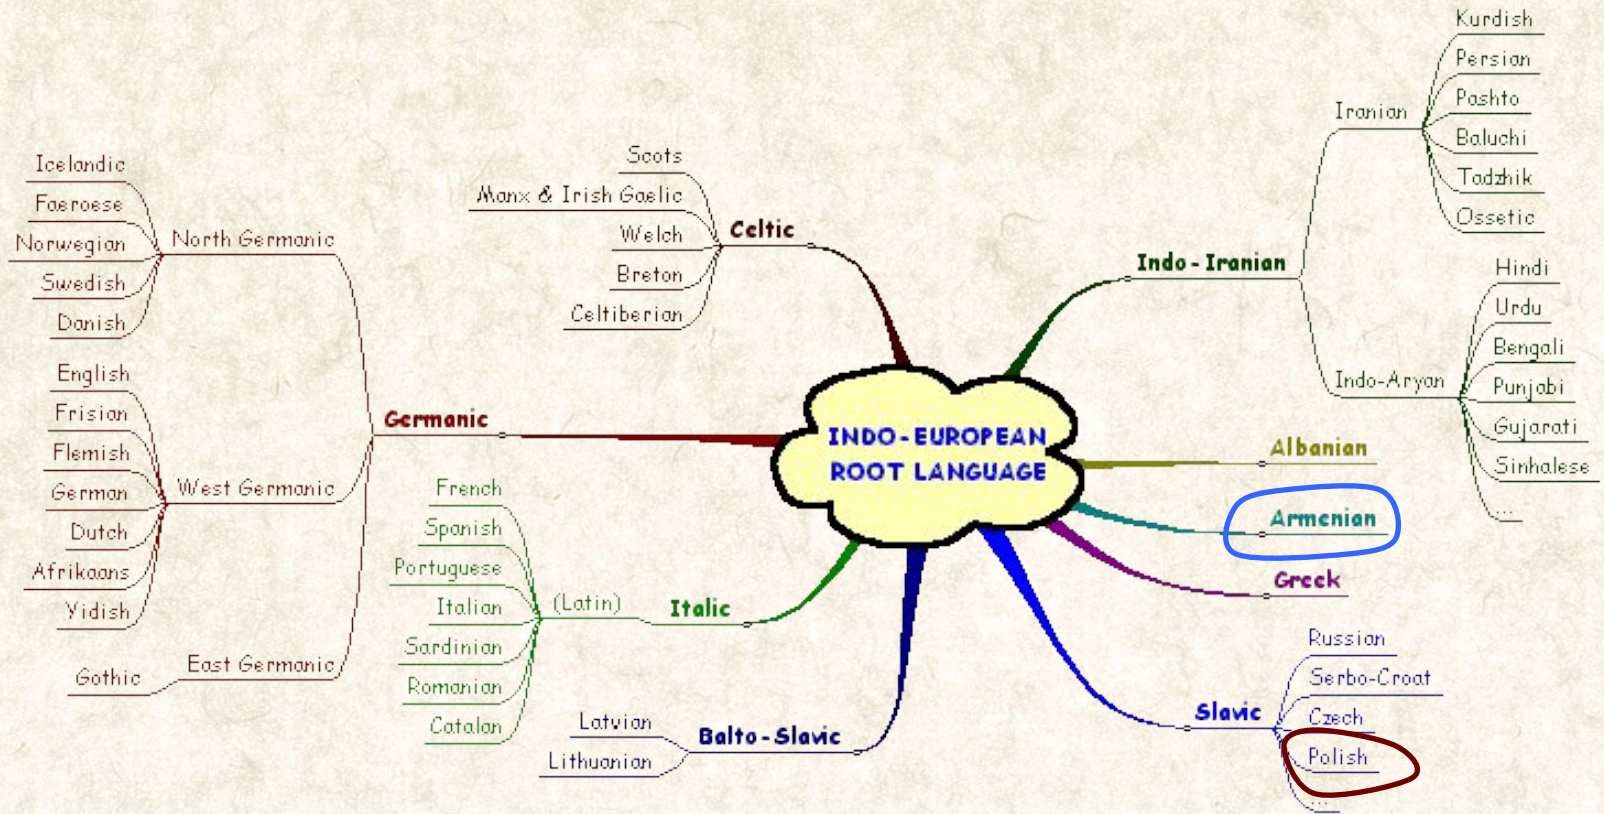 INDO-EUROPEAN
ROOT LANGUAGE
Celtic
Scots
Manx & Irish Gaelic
Welch
Breton
Celtiberian
Germanic
North Germanic
Icelandic
Faeroese
Norwegian
Swedish
Danish
West Germanic
English
Frisian
Flemish
German
Dutch
Afrikaans
Yidish
East Germanic
Gothic
Italic
(Latin)
French
Spanish
Portuguese
Italian
Sardinian
Romanian
Catalan
Balto-Slavic
Latvian
Lithuanian
Indo-Iranian
Iranian
Kurdish
Persian
Pashto
Baluchi
Tadzhik
Ossetic
Indo-Aryan
Hindi
Urdu
Bengali
Punjabi
Gujarati
Sinhalese
...
Albanian
Armenian
Greek
Slavic
Russian
Serbo-Croat
Czech
Polish
...